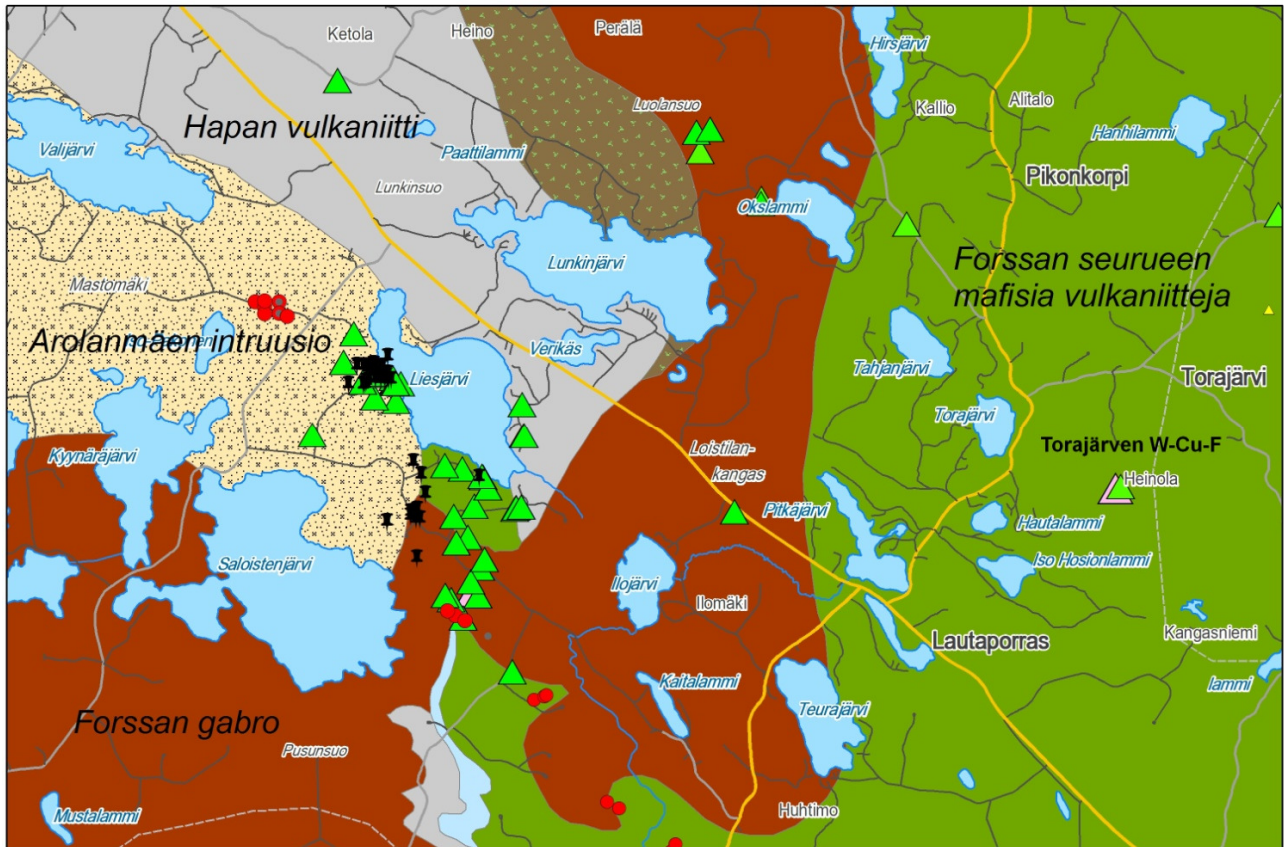 Ketola
Heino
Perälä
Hirsjärvi
Luolansuo
Kallio
Alitalo
Hapan vulkaniitti
Hanhilammi
Valijärvi
Paattilammi
Lunkinsuo
Pikonkorpi
Okslammi
Lunkinjärvi
Forssan seurueen
mafisia vulkaniitteja
Mastomäki
Arolanmäen intruusio
Verikäs
Liesjärvi
Tahjanjärvi
Torajärvi
Torajärvi
Kyynäräjärvi
Loistilan-
kangas
Torajärven W-Cu-F
Heinola
Pitkäjärvi
Hautalammi
Saloistenjärvi
Ilojärvi
Iso Hosionlammi
Ilomäki
Lautaporras
Kangasniemi
Kaitalammi
Teurajärvi
lammi
Forssan gabro
Pusunsuo
Mustalammi
Huhtimo